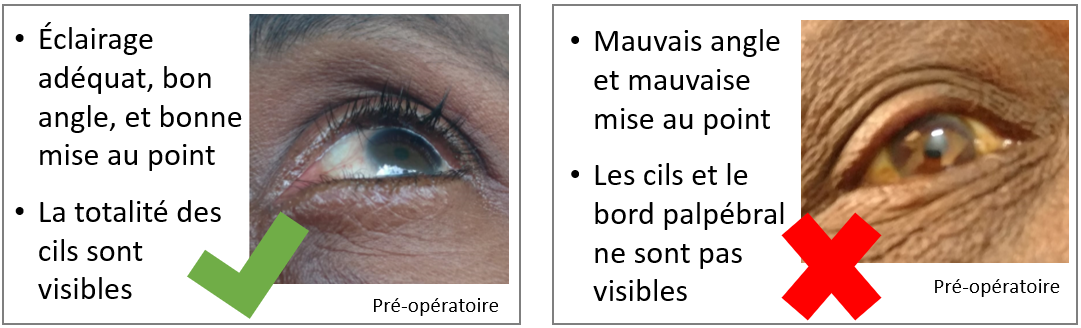 • Éclairage
adéquat, bon
angle, et bonne
mise au point
• La totalité des
cils sont
visibles
Pré-opératoire
• Mauvais angle
et mauvaise
mise au point
• Les cils et le
bord palpébral
ne sont pas
visibles
Pré-opératoire